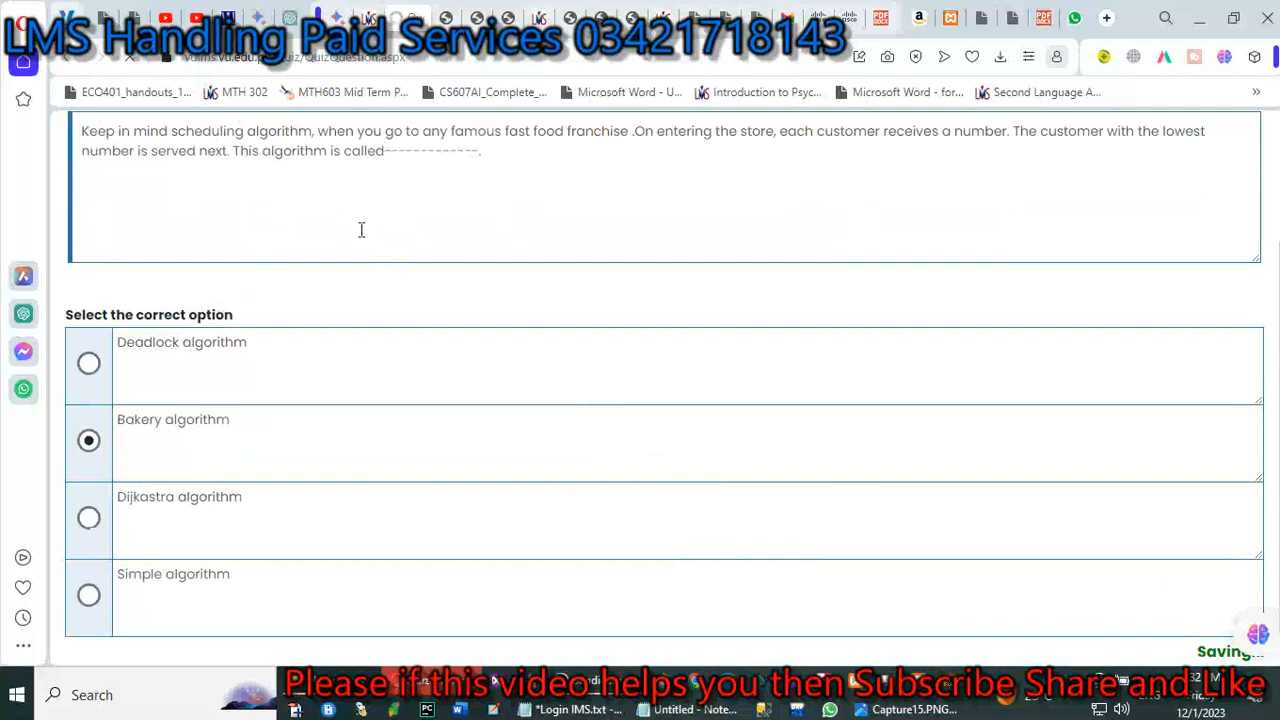 LMS Handling Paid Services 03421718143
ECO401_handouts_1... MTH 302 MTH603 Mid Term P... CS607AI_Complete_... Microsoft Word - U... Introduction to Psyc... Microsoft Word - for... Second Language A...
Keep in mind scheduling algorithm, when you go to any famous fast food franchise .On entering the store, each customer receives a number. The customer with the lowest
number is served next. This algorithm is called-------------.
Select the correct option
Deadlock algorithm
Bakery algorithm
Dijkastra algorithm
Simple algorithm
Saving...
Please if this video helps you then Subscribe Share and Like
Search
*Login IMS.txt - ... Untitled - Note... Capture15.PNG...
12/1/2023